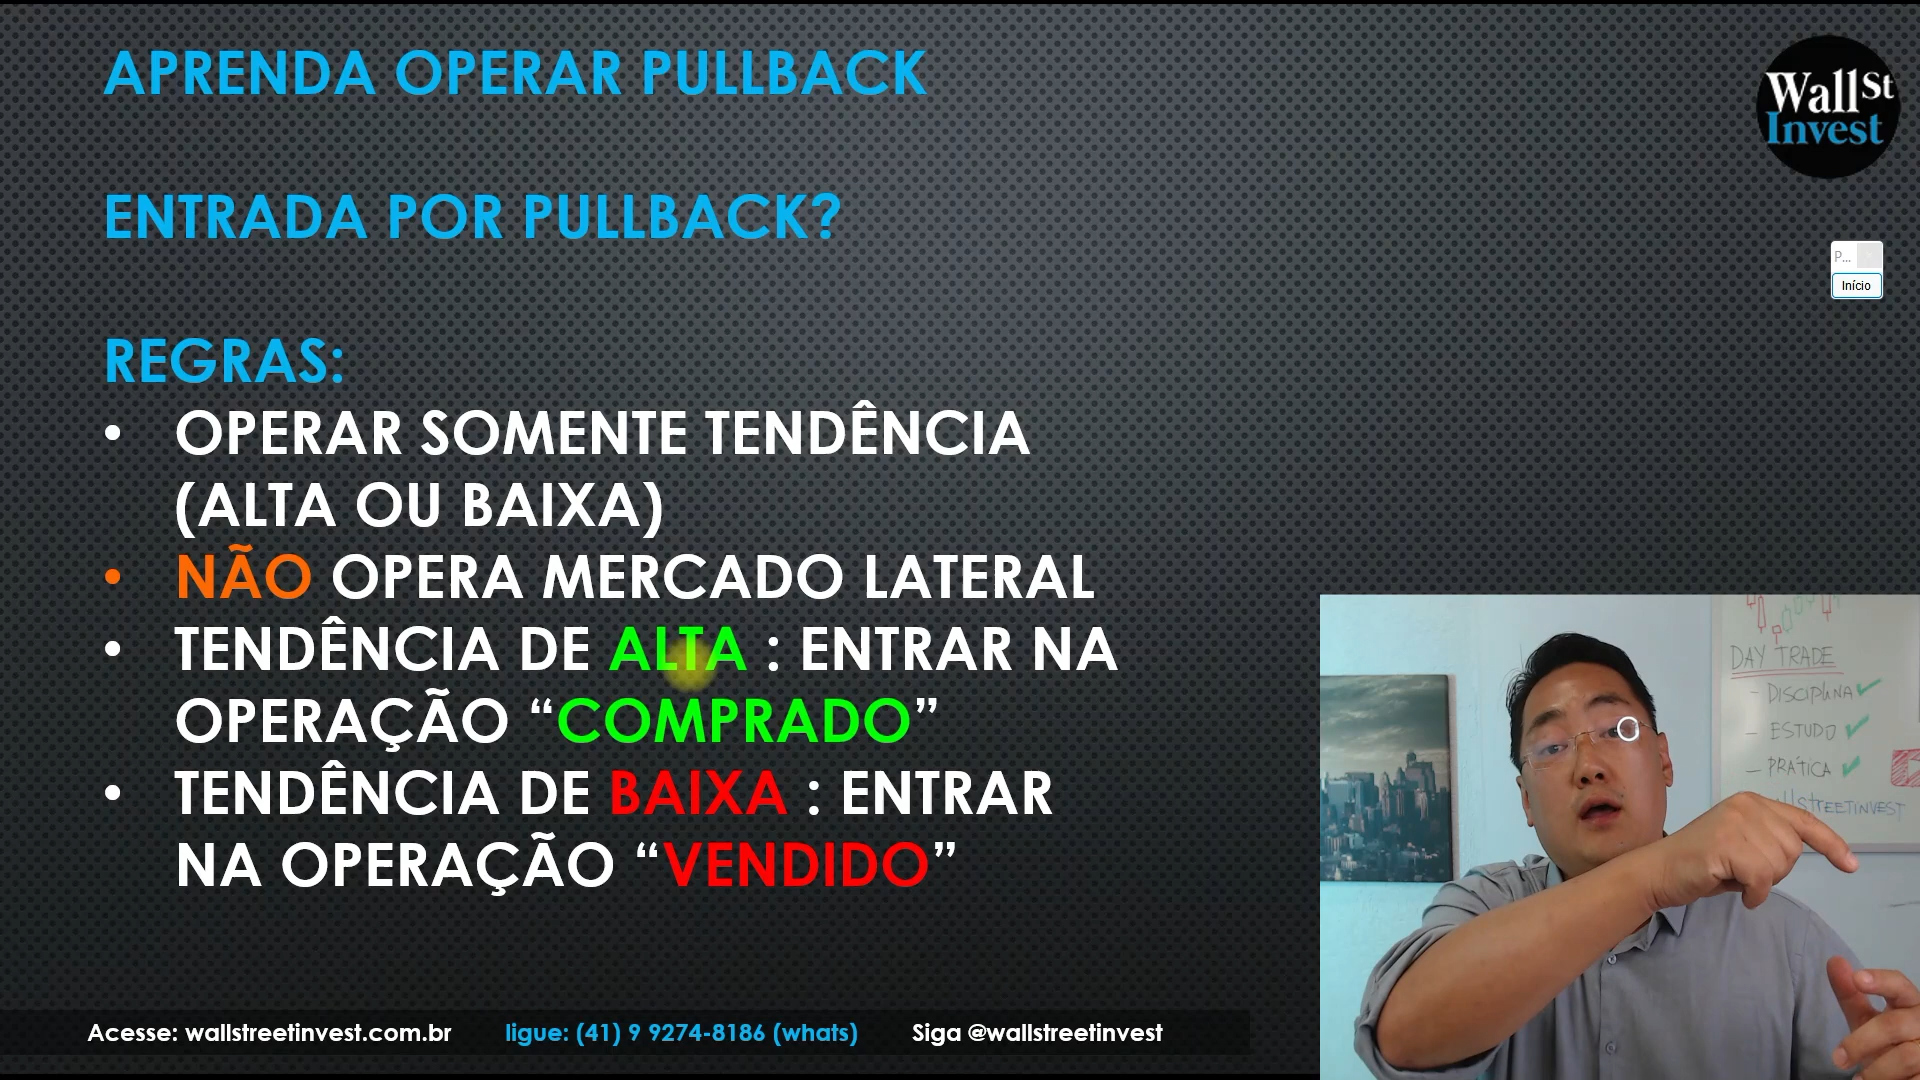 APRENDA OPERAR PULLBACK
WallSt
Invest
ENTRADA POR PULLBACK?
P...
Início
REGRAS:
• OPERAR SOMENTE TENDÊNCIA
(ALTA OU BAIXA)
• NÃO OPERA MERCADO LATERAL
• TENDÊNCIA DE ALTA : ENTRAR NA
OPERAÇÃO “COMPRADO”
• TENDÊNCIA DE BAIXA : ENTRAR
NA OPERAÇÃO “VENDIDO”
DAY TRADE
- DISCIPLINA ✓
- ESTUDO ✓
- PRÁTICA ✓
llstreetinvest
Acesse: wallstreetinvest.com.br ligue: (41) 9 9274-8186 (whats) Siga @wallstreetinvest